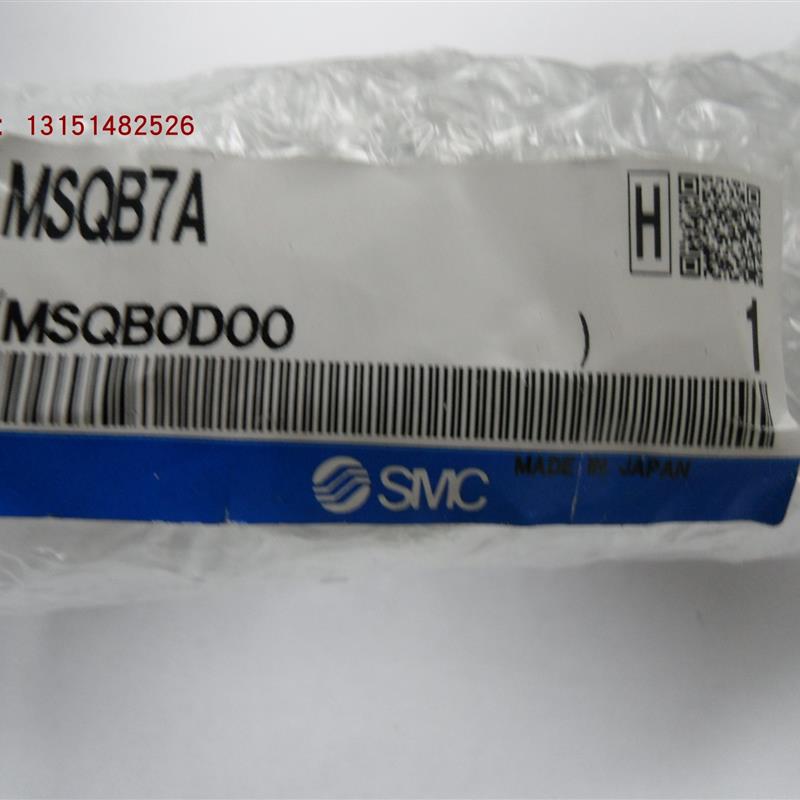 : 13151482526
MSQB7A
H
MSQB0D00
)
1
SMC
MADE IN JAPAN